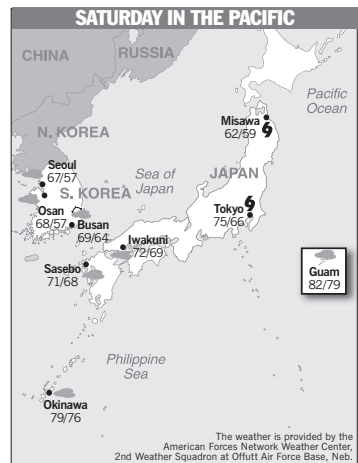 SATURDAY IN THE PACIFIC
CHINA
RUSSIA
Pacific
Ocean
Misawa
62/59
N. KOREA
Seoul
67/57
Sea of
Japan
JAPAN
S. KOREA
Osan
68/57
Busan
69/64
Tokyo
75/66
Iwakuni
72/69
Sasebo
71/68
Guam
82/79
Philippine
Sea
Okinawa
79/76
The weather is provided by the
American Forces Network Weather Center,
2nd Weather Squadron at Offutt Air Force Base, Neb.